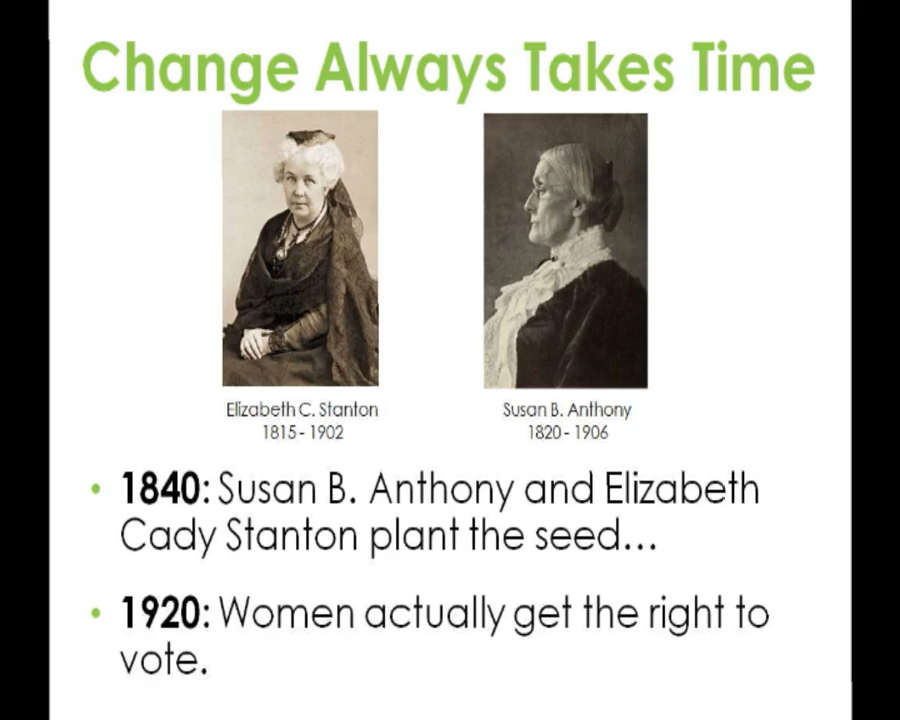 Change Always Takes Time
Elizabeth C. Stanton
1815 - 1902
Susan B. Anthony
1820 - 1906
• 1840: Susan B. Anthony and Elizabeth
Cady Stanton plant the seed...
• 1920: Women actually get the right to
vote.